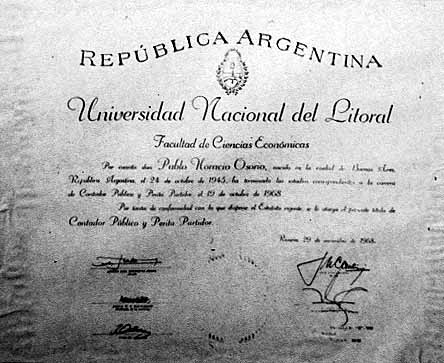 REPÚBLICA ARGENTINA
Universidad Nacional del Litoral
Facultad de Ciencias Económicas
Por cuanto don Pablo Horacio Osorio, nacido en la ciudad de Buenos Aires,
República Argentina, el 24 de octubre de 1945, ha terminado los estudios correspondientes a la carrera
de Contador Público y Perito Partidor, el 19 de octubre de 1968.
Por tanto: de conformidad con lo que dispone el Estatuto vigente, se le otorga el presente título de
Contador Público y Perito Partidor.
Rosario, 29 de noviembre de 1968.